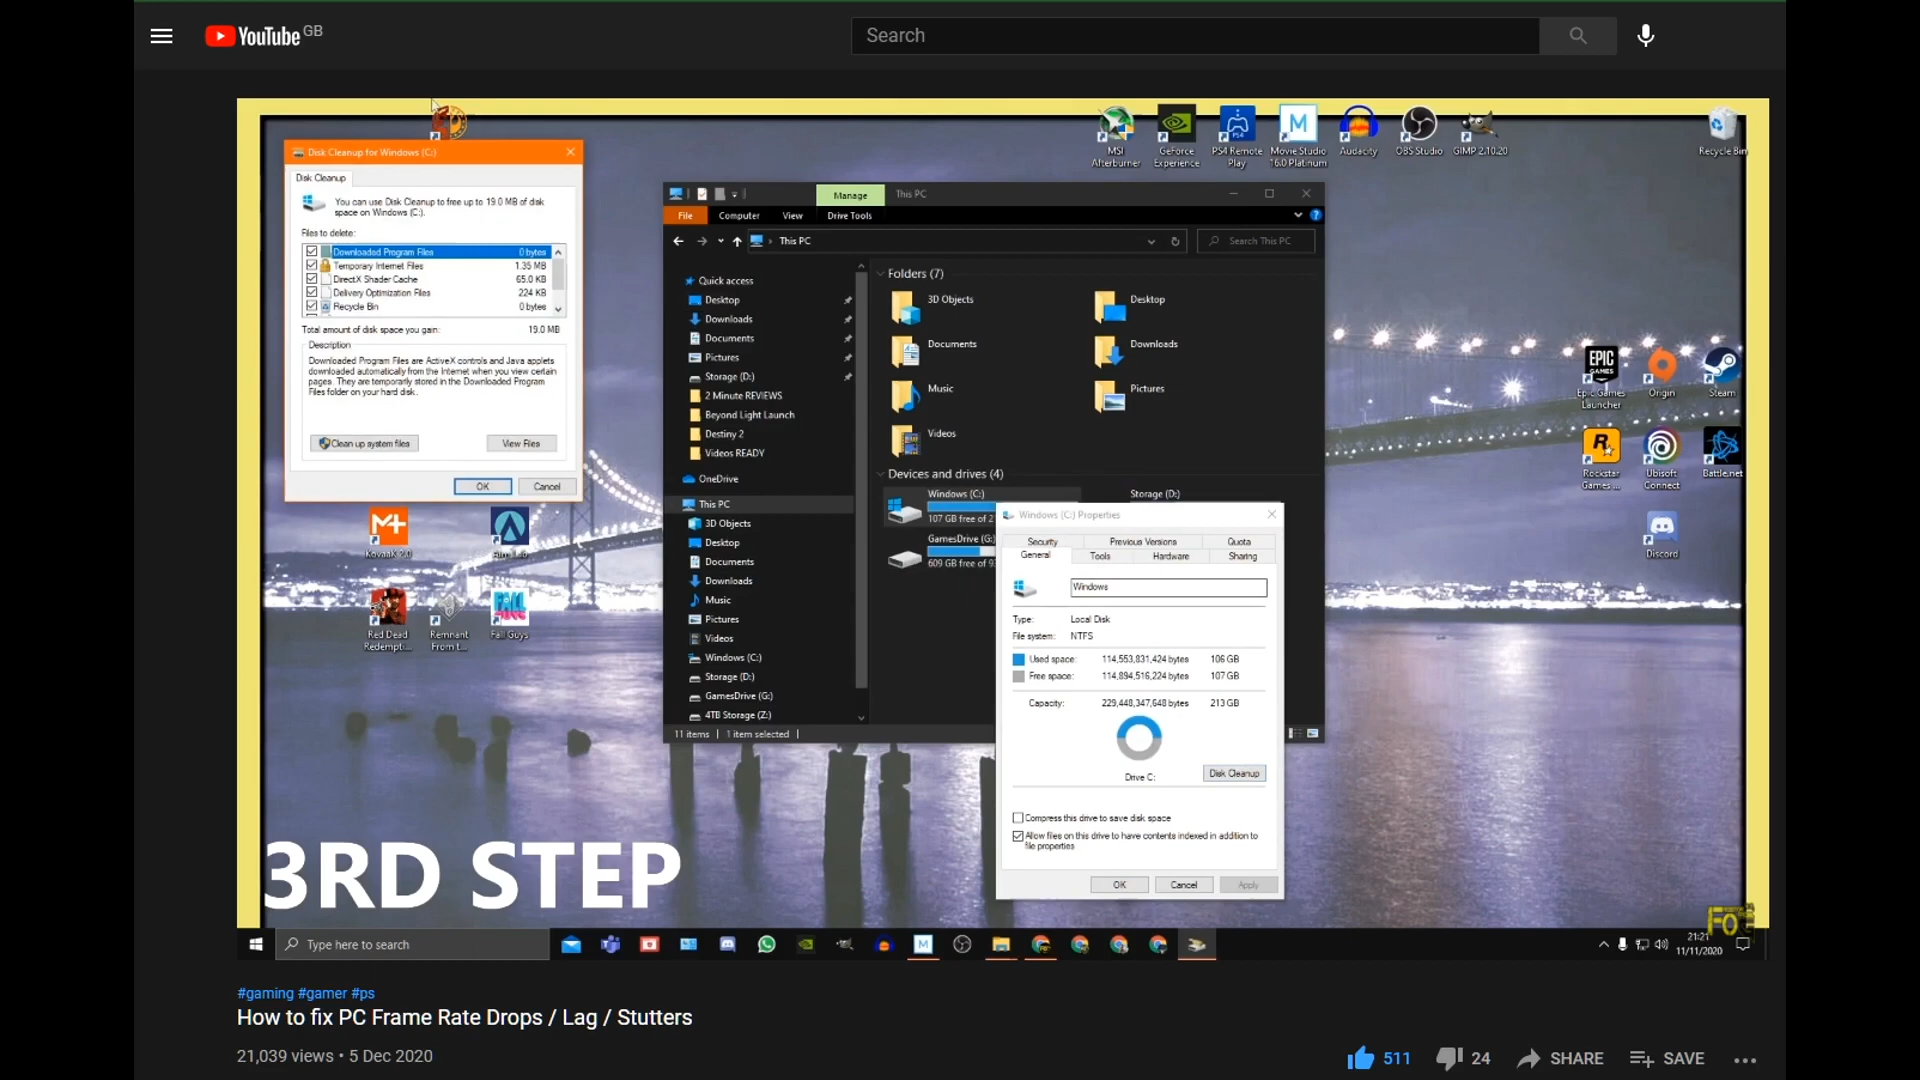 YouTube GB
Search
MSI Afterburner
GeForce Experience
PS4 Remote Play
Movie Studio 16.0 Platinum
Audacity
OBS Studio
GIMP 2.10.20
Recycle Bin
Disk Cleanup for Windows (C:)
Disk Cleanup
You can use Disk Cleanup to free up to 19.0 MB of disk
space on Windows (C:).
Files to delete:
Downloaded Program Files 0 bytes
Temporary Internet Files 1.35 MB
DirectX Shader Cache 65.0 KB
Delivery Optimization Files 224 KB
Recycle Bin 0 bytes
Total amount of disk space you gain: 19.0 MB
Description
Downloaded Program Files are ActiveX controls and Java applets
downloaded automatically from the Internet when you view certain
pages. They are temporarily stored in the Downloaded Program
Files folder on your hard disk.
Clean up system files
View Files
OK
Cancel
Manage
This PC
File
Computer
View
Drive Tools
This PC
Search This PC
Quick access
Desktop
Downloads
Documents
Pictures
Storage (D:)
2 Minute REVIEWS
Beyond Light Launch
Destiny 2
Videos READY
OneDrive
This PC
3D Objects
Desktop
Documents
Downloads
Music
Pictures
Videos
Windows (C:)
Storage (D:)
GamesDrive (G:)
4TB Storage (Z:)
11 items
1 item selected
Folders (7)
3D Objects
Desktop
Documents
Downloads
Music
Pictures
Videos
Devices and drives (4)
Windows (C:)
107 GB free of 2
Storage (D:)
GamesDrive (G:
609 GB free of 93
Windows (C:) Properties
Security
Previous Versions
Quota
General
Tools
Hardware
Sharing
Windows
Type: Local Disk
File system: NTFS
Used space: 114,553,831,424 bytes 106 GB
Free space: 114,894,516,224 bytes 107 GB
Capacity: 229,448,347,648 bytes 213 GB
Drive C:
Disk Cleanup
Compress this drive to save disk space
Allow files on this drive to have contents indexed in addition to
file properties
OK
Cancel
Apply
EPIC GAMES
Epic Games Launcher
Origin
Steam
Rockstar Games ...
Ubisoft Connect
Battle.net
Discord
KovaaK 2.0
Red Dead Redempti...
Remnant From t...
Fall Guys
3RD STEP
Type here to search
21:21
11/11/2020
#gaming #gamer #ps
How to fix PC Frame Rate Drops / Lag / Stutters
21,039 views • 5 Dec 2020
511
24
SHARE
SAVE